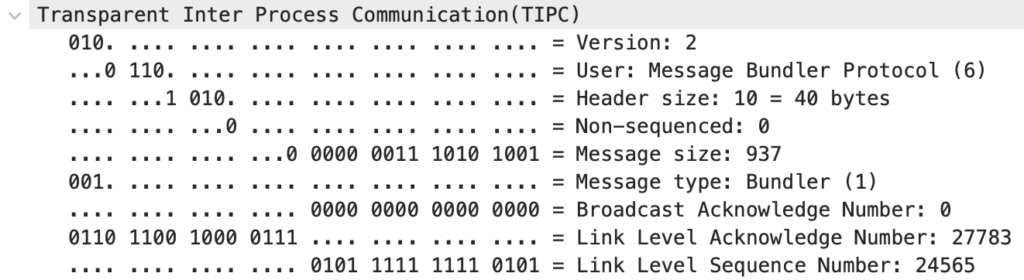 Transparent Inter Process Communication(TIPC)
010. .... .... .... .... .... .... .... = Version: 2
...0 110. .... .... .... .... .... .... = User: Message Bundler Protocol (6)
.... ...1 010. .... .... .... .... .... = Header size: 10 = 40 bytes
.... .... ...0 .... .... .... .... .... = Non-sequenced: 0
.... .... .... ...0 0000 0011 1010 1001 = Message size: 937
001. .... .... .... .... .... .... .... = Message type: Bundler (1)
.... .... .... .... 0000 0000 0000 0000 = Broadcast Acknowledge Number: 0
0110 1100 1000 0111 .... .... .... .... = Link Level Acknowledge Number: 27783
.... .... .... .... 0101 1111 1111 0101 = Link Level Sequence Number: 24565